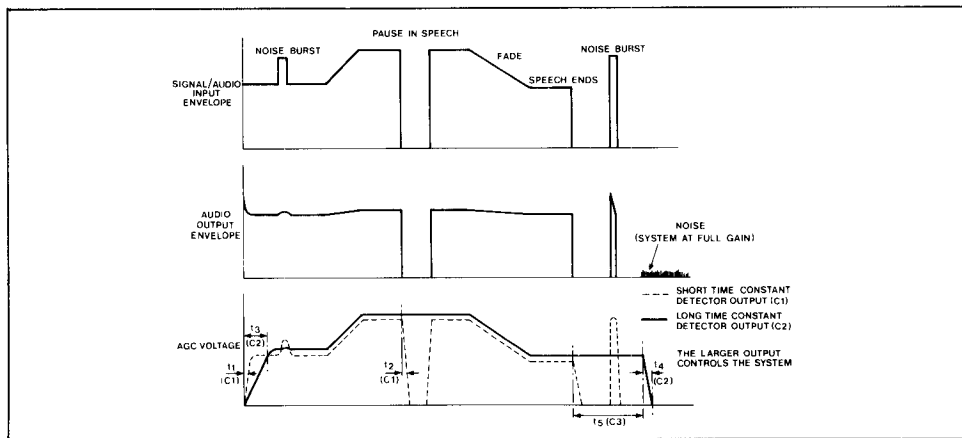 PAUSE IN SPEECH
NOISE BURST
NOISE BURST
FADE
SPEECH ENDS
SIGNAL/AUDIO
INPUT
ENVELOPE
AUDIO
OUTPUT
ENVELOPE
NOISE
(SYSTEM AT FULL GAIN)
SHORT TIME CONSTANT
DETECTOR OUTPUT (C1)
LONG TIME CONSTANT
DETECTOR OUTPUT (C2)
THE LARGER OUTPUT
CONTROLS THE SYSTEM
AGC VOLTAGE
t3
(C2)
t1
(C1)
t2
(C1)
t4
(C2)
t5 (C3)